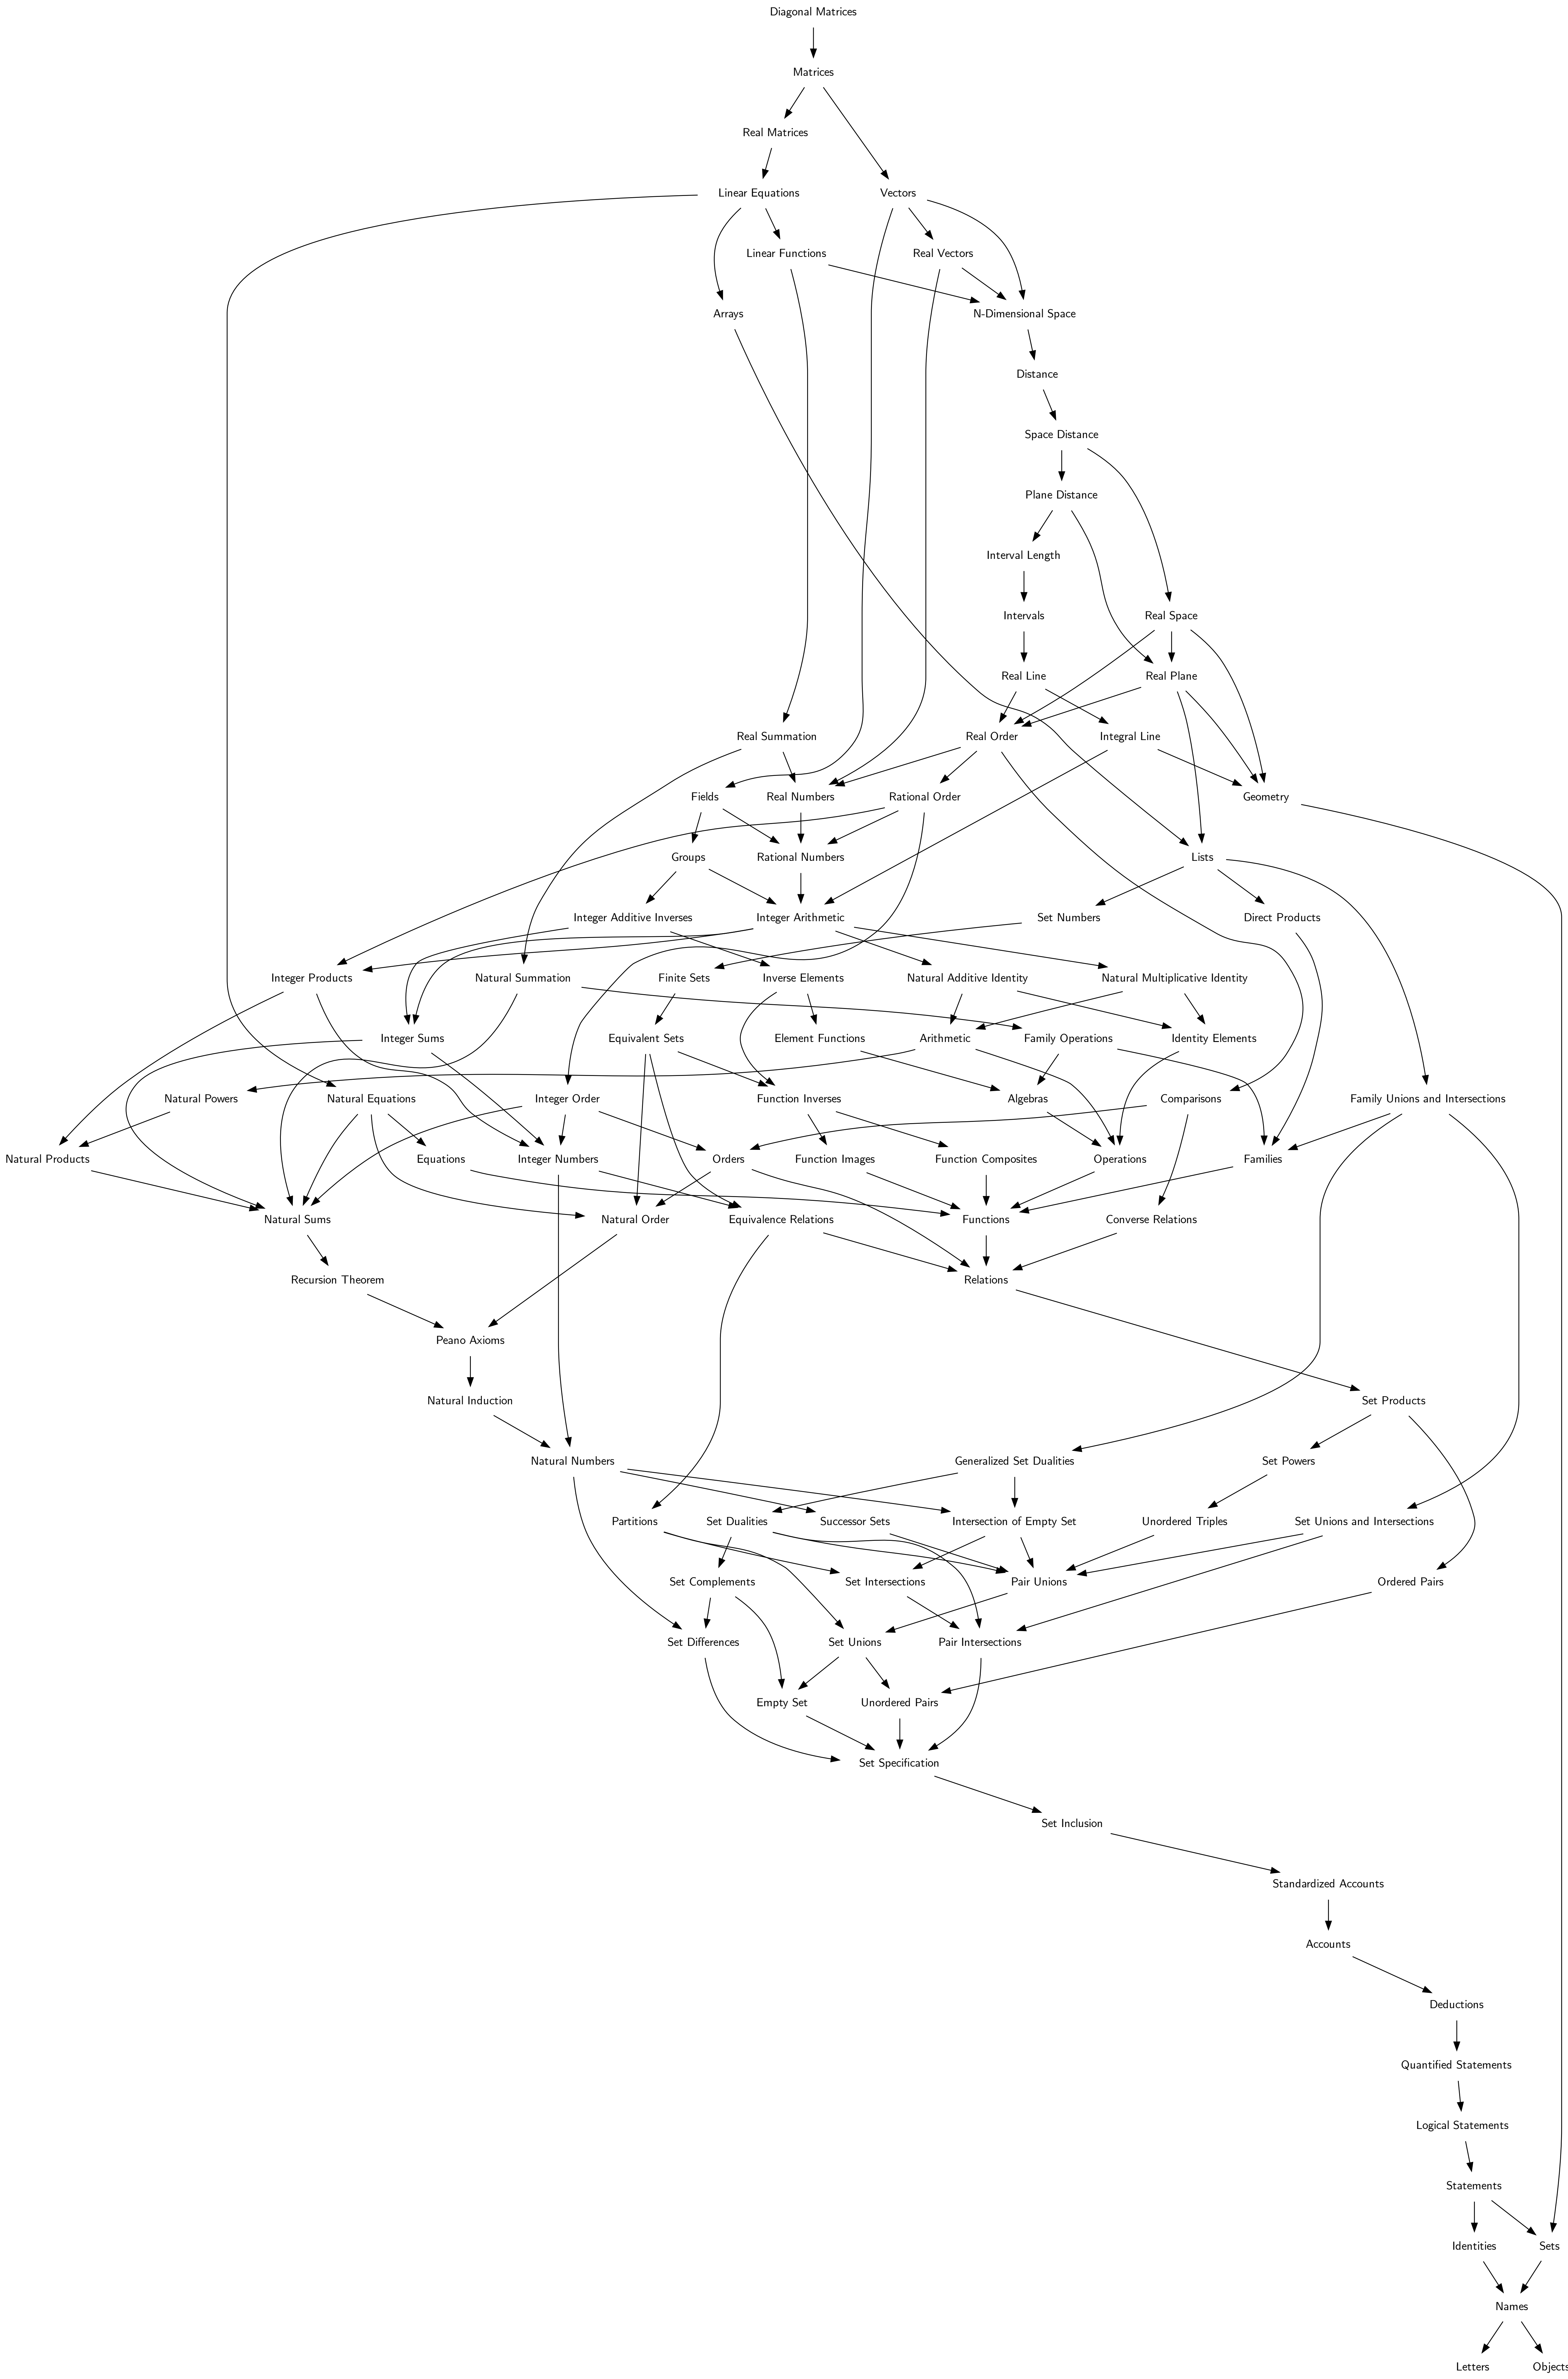 Diagonal Matrices
Matrices
Real Matrices
Linear Equations
Vectors
Linear Functions
Real Vectors
Arrays
N-Dimensional Space
Distance
Space Distance
Plane Distance
Interval Length
Intervals
Real Space
Real Line
Real Plane
Real Summation
Real Order
Integral Line
Fields
Real Numbers
Rational Order
Geometry
Groups
Rational Numbers
Lists
Integer Additive Inverses
Integer Arithmetic
Set Numbers
Direct Products
Integer Products
Natural Summation
Finite Sets
Inverse Elements
Natural Additive Identity
Natural Multiplicative Identity
Integer Sums
Equivalent Sets
Element Functions
Arithmetic
Family Operations
Identity Elements
Natural Powers
Natural Equations
Integer Order
Function Inverses
Algebras
Comparisons
Family Unions and Intersections
Natural Products
Equations
Integer Numbers
Orders
Function Images
Function Composites
Operations
Families
Natural Sums
Natural Order
Equivalence Relations
Functions
Converse Relations
Recursion Theorem
Relations
Peano Axioms
Natural Induction
Set Products
Natural Numbers
Generalized Set Dualities
Set Powers
Partitions
Set Dualities
Successor Sets
Intersection of Empty Set
Unordered Triples
Set Unions and Intersections
Set Complements
Set Intersections
Pair Unions
Ordered Pairs
Set Differences
Set Unions
Pair Intersections
Empty Set
Unordered Pairs
Set Specification
Set Inclusion
Standardized Accounts
Accounts
Deductions
Quantified Statements
Logical Statements
Statements
Identities
Sets
Names
Letters
Objects